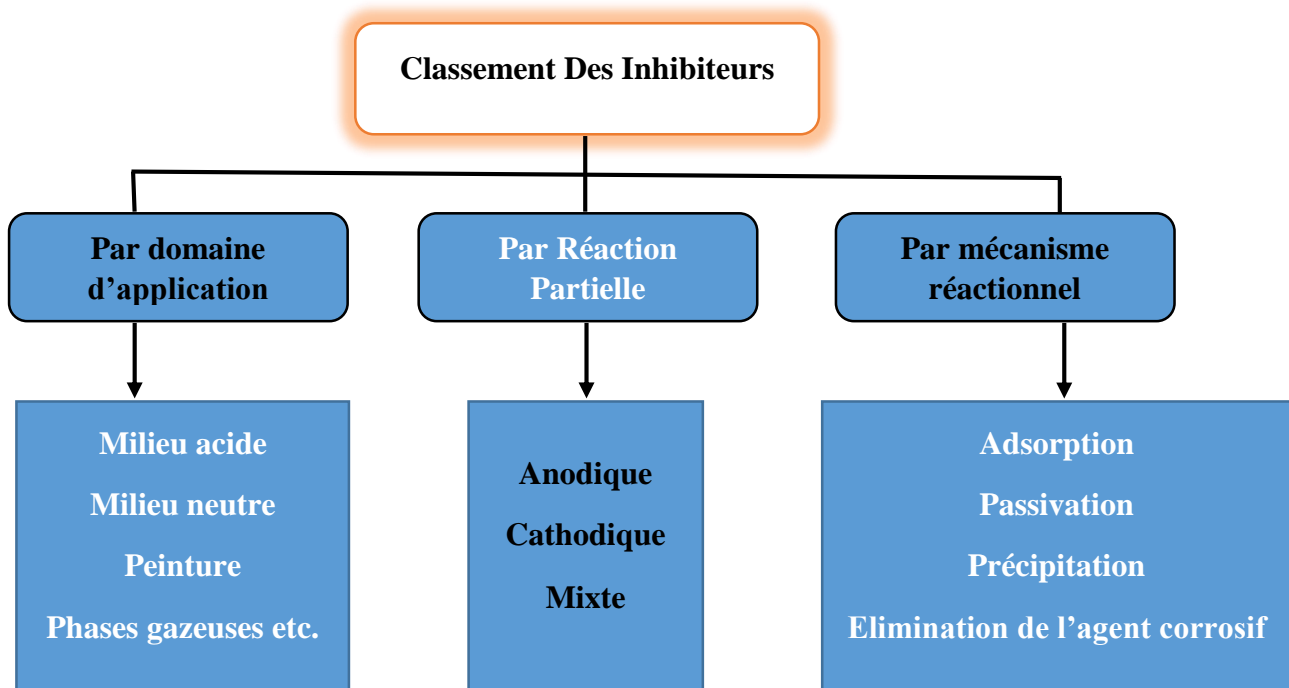 Classement Des Inhibiteurs
Par domaine
d’application
Par Réaction
Partielle
Par mécanisme
réactionnel
Milieu acide
Milieu neutre
Peinture
Phases gazeuses etc.
Anodique
Cathodique
Mixte
Adsorption
Passivation
Précipitation
Elimination de l’agent corrosif